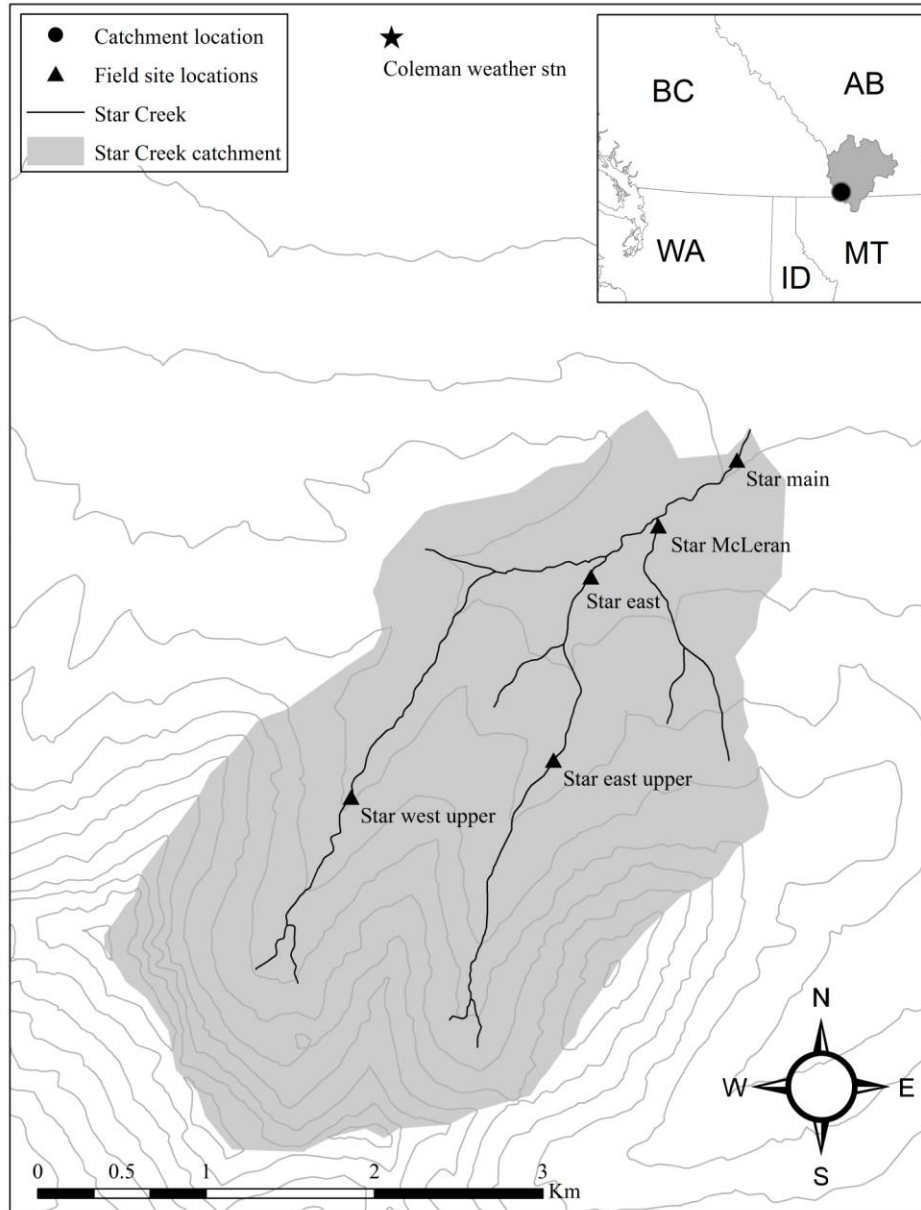 Catchment location
Field site locations
Star Creek
Star Creek catchment
Coleman weather stn
BC
AB
WA
ID
MT
Star main
Star McLeran
Star east
Star east upper
Star west upper
N
W
E
S
0
0.5
1
2
3
Km